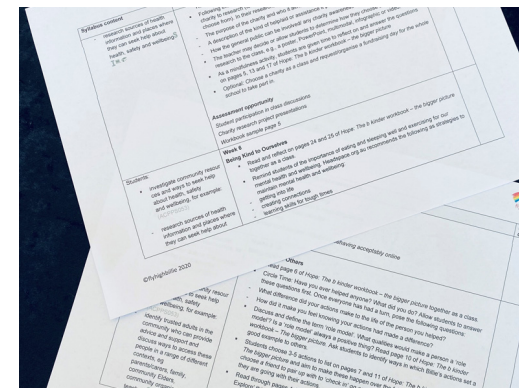 Syllabus content
research sources of health
information and places where
they can seek help about
health, safety and wellbeing
Following
charity to research
choose from). In their
The purpose of the charity and who it
A description of the kind of help
How the general public can be involved any charity
The teacher may decide or allow students to determine how they
research to the class, e.g., a poster, PowerPoint, multimodal, infographic or video
As a mindfulness activity, students are given time to reflect on and answer the questions
on pages 5, 13 and 17 of Hope: The b kinder workbook – the bigger picture
Optional: Choose a charity as a class and request/organise a fundraising day for the whole
school to take part in.
Assessment opportunity
Student participation in class discussions
Charity research project presentations
Workbook sample page 5
Week 6
Being Kind to Ourselves
Read and reflect on pages 24 and 25 of Hope: The b kinder workbook – the bigger picture
together as a class.
Remind students of the importance of eating and sleeping well and exercising for our
mental health and wellbeing. Headspace.org.au recommends the following as strategies to
maintain mental health and wellbeing:
- getting into life
- creating connections
- learning skills for tough times
Students:
investigate community resour
ces and ways to seek help
about health, safety
and wellbeing, for example:
- research sources of health
information and places where
they can seek help about
©flyhighbillie 2020
behaving acceptably online
Others
Read page 6 of Hope: The b kinder workbook – the bigger picture together as a class.
Circle Time: Have you ever helped anyone? What did you do? Allow students to answer
these questions first. Once everyone has had a turn, pose the following questions:
What difference did your actions make to the life of the person you helped?
How did it make you feel knowing your actions had made a difference?
Discuss and define the term 'role model'. What qualities would make a person a 'role
model'? Is a 'role model' always a positive thing? Read page 10 of Hope: The b kinder
workbook – The bigger picture. Ask students to identify ways in which Billie's actions set a
good example to others.
Students choose 3-5 actions to list on pages 7 and 11 of Hope: The b
The bigger picture and aim to make these happen over the
choose a friend to pair up with to 'check in'
they are going with their actions
Read through pages
community resour
to seek help
safety
wellbeing, for example:
identify trusted adults in the
community who can provide
advice and support and
discuss ways to access these
people in a range of different
contexts, eg
parents/carers, family,
community Elders,
community